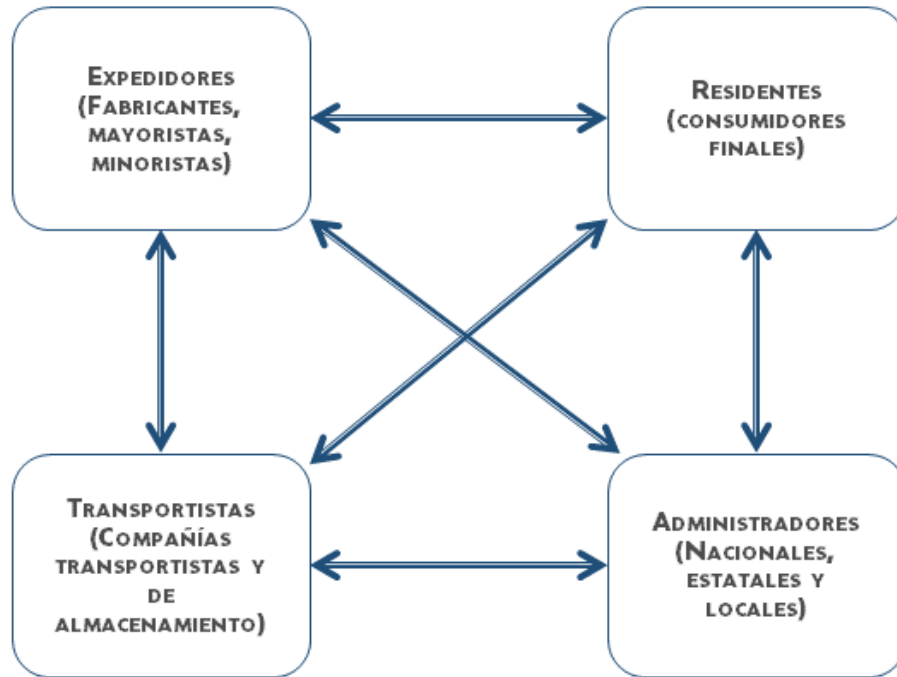 Expedidores
(Fabricantes,
mayoristas,
minoristas)
Residentes
(consumidores
finales)
Transportistas
(Compañías
transportistas y
de
almacenamiento)
Administradores
(Nacionales,
estatales y
locales)